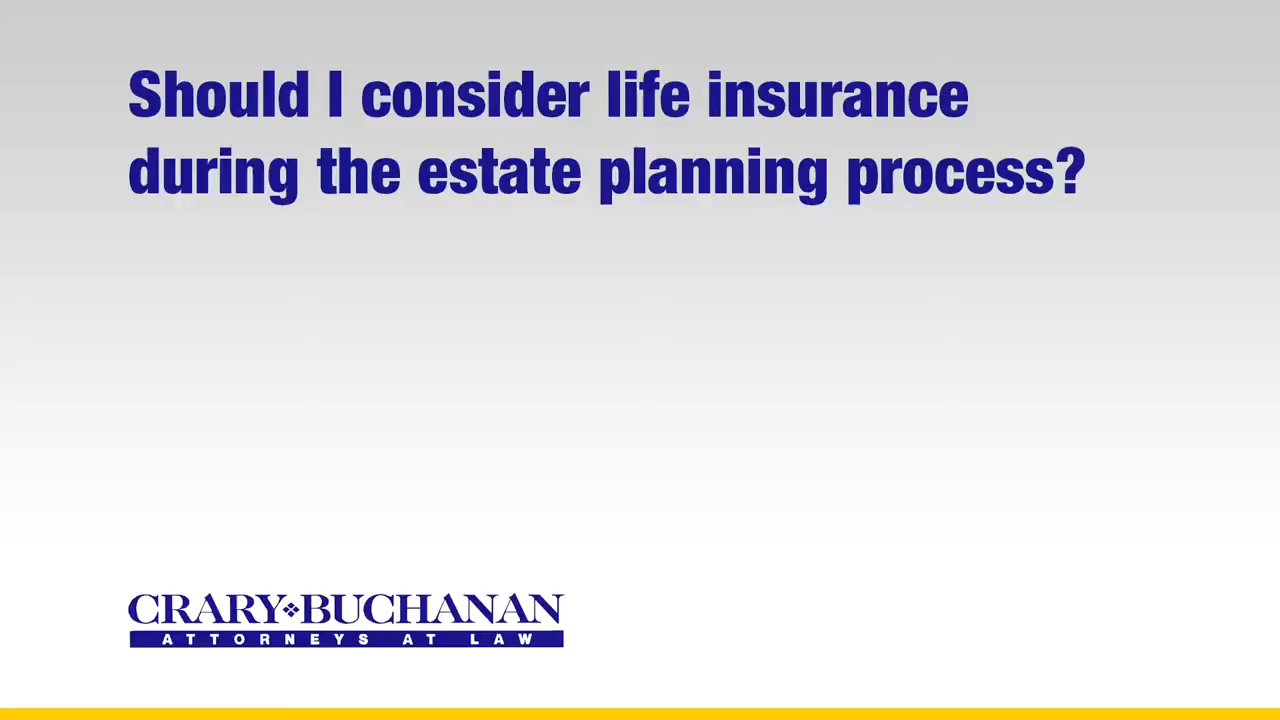 Should I consider life insurance
during the estate planning process?
CRARY BUCHANAN
ATTORNEYS AT LAW